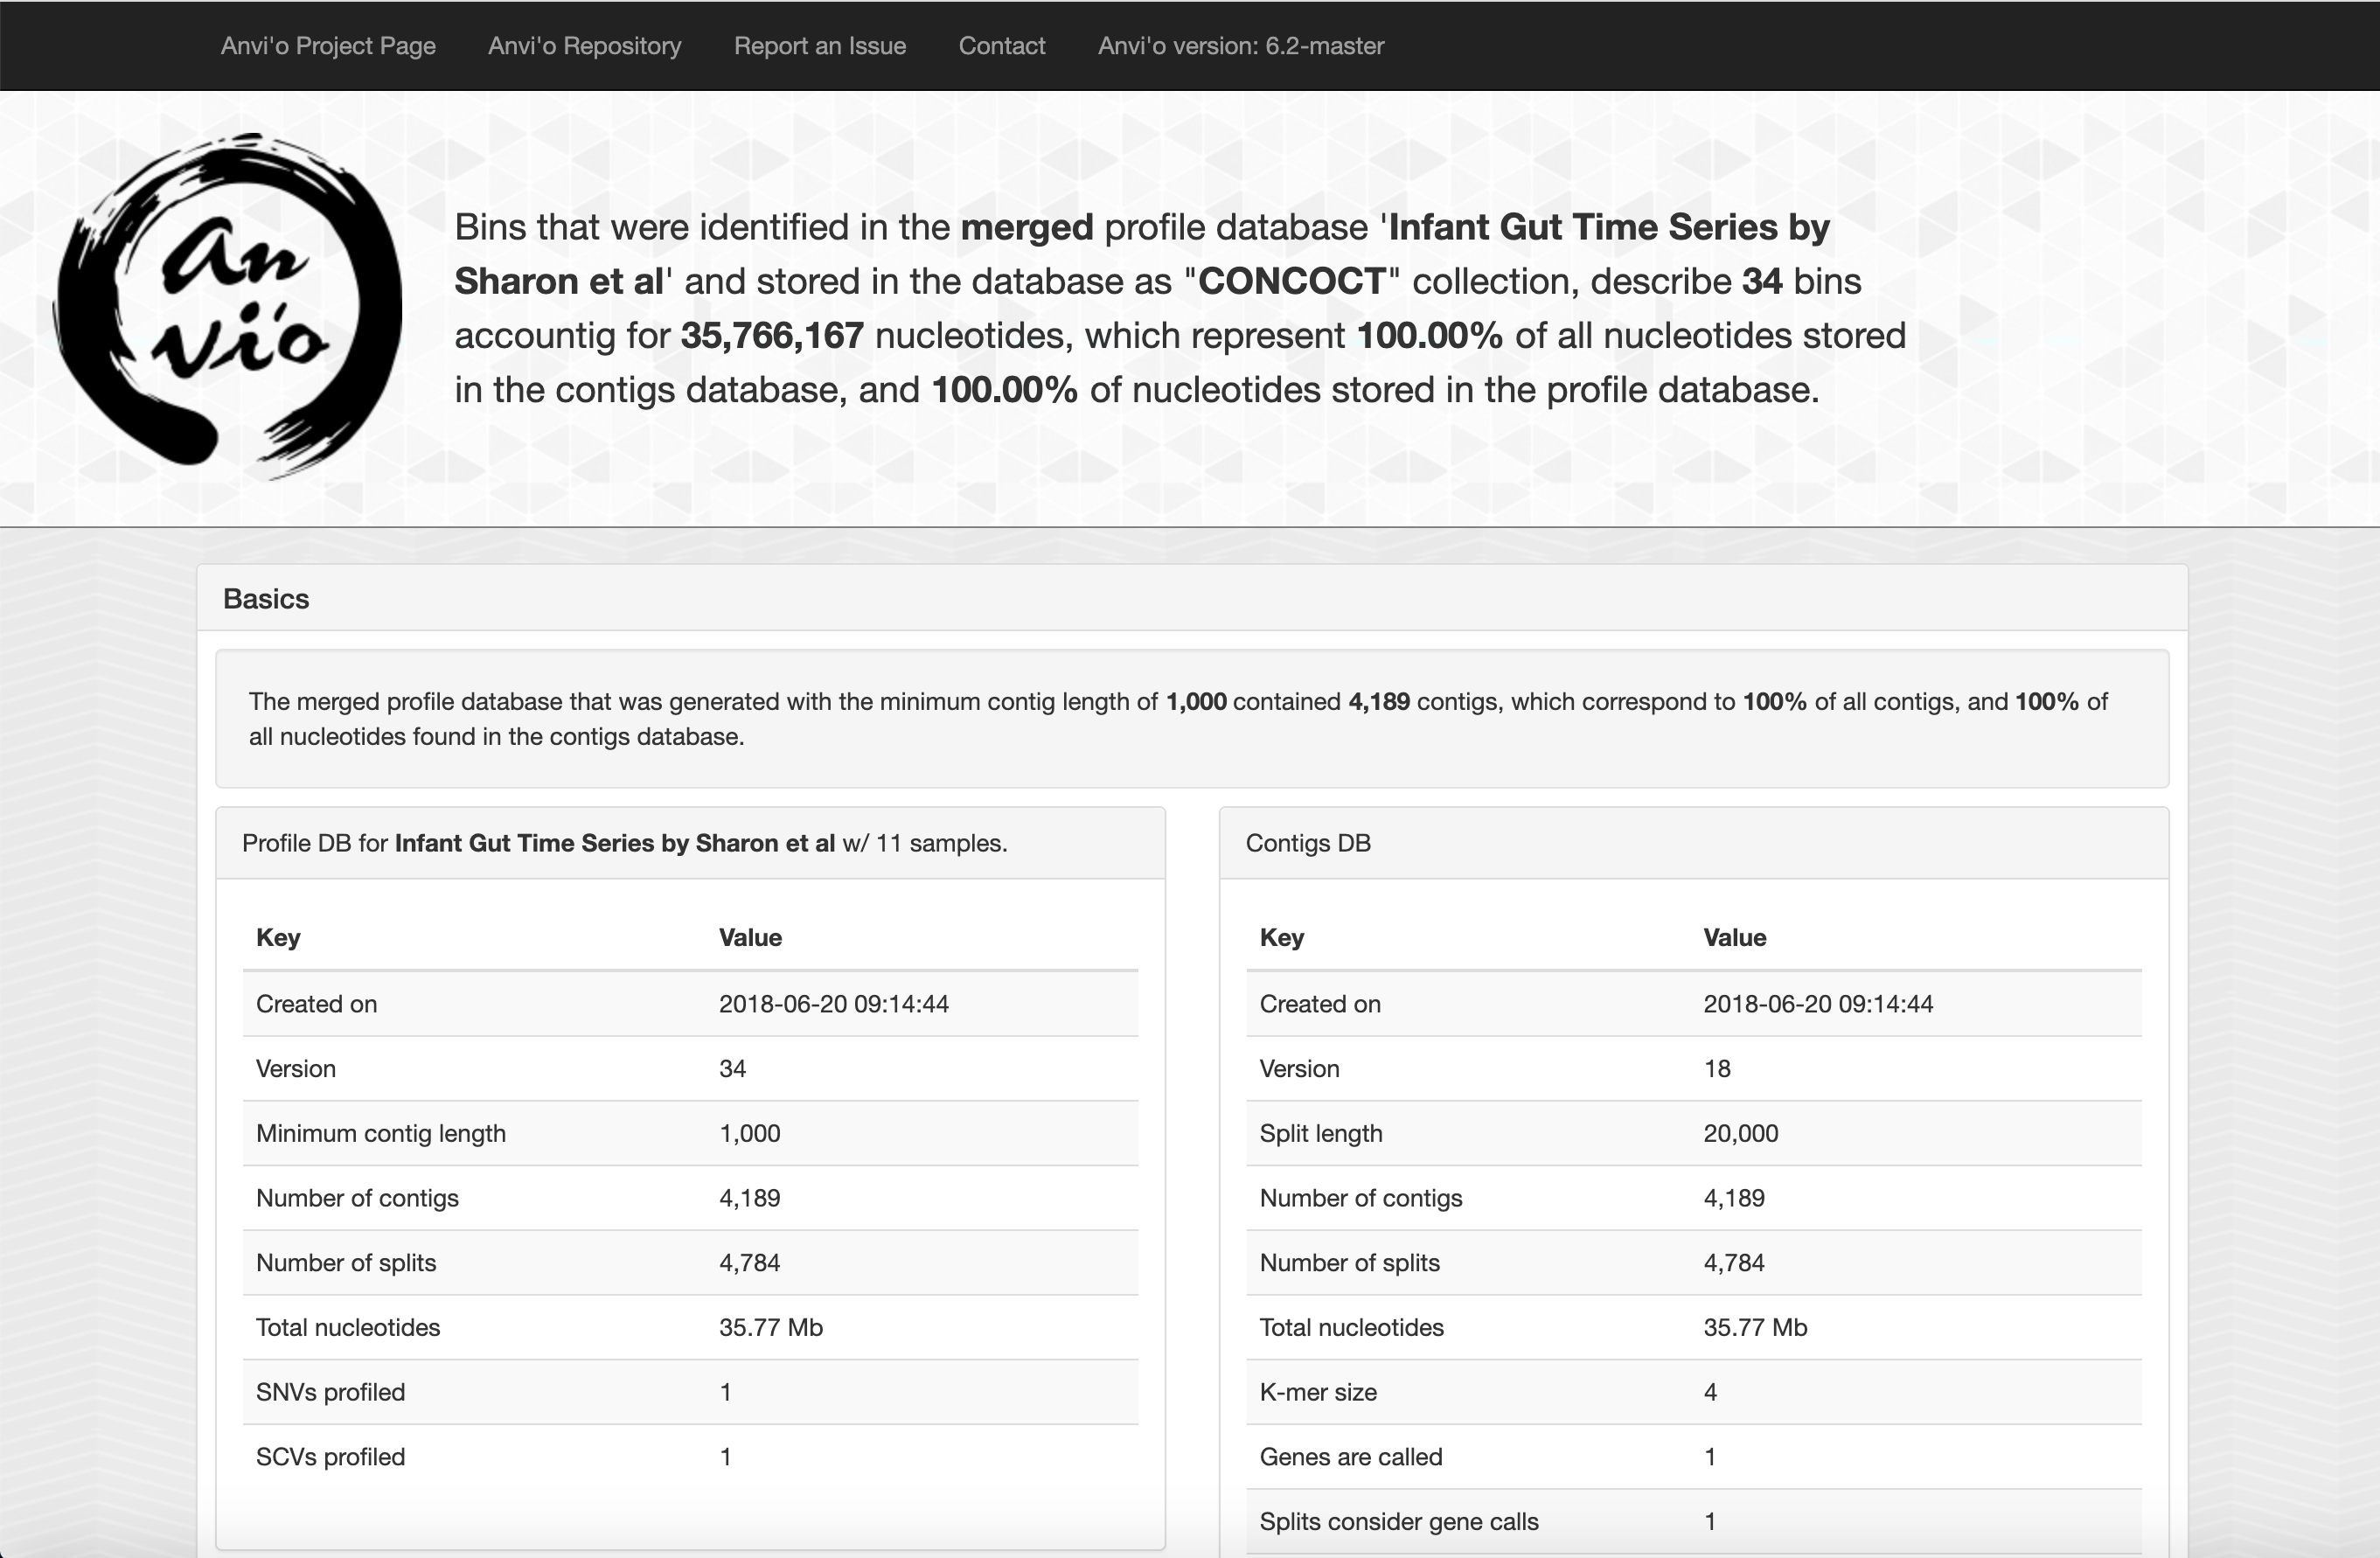 Anvi'o Project Page Anvi'o Repository Report an Issue Contact Anvi'o version: 6.2-master
an
vi'o
Bins that were identified in the merged profile database 'Infant Gut Time Series by
Sharon et al' and stored in the database as "CONCOCT" collection, describe 34 bins
accountig for 35,766,167 nucleotides, which represent 100.00% of all nucleotides stored
in the contigs database, and 100.00% of nucleotides stored in the profile database.
Basics
The merged profile database that was generated with the minimum contig length of 1,000 contained 4,189 contigs, which correspond to 100% of all contigs, and 100% of
all nucleotides found in the contigs database.
Profile DB for Infant Gut Time Series by Sharon et al w/ 11 samples.
Key Value
Created on 2018-06-20 09:14:44
Version 34
Minimum contig length 1,000
Number of contigs 4,189
Number of splits 4,784
Total nucleotides 35.77 Mb
SNVs profiled 1
SCVs profiled 1
Contigs DB
Key Value
Created on 2018-06-20 09:14:44
Version 18
Split length 20,000
Number of contigs 4,189
Number of splits 4,784
Total nucleotides 35.77 Mb
K-mer size 4
Genes are called 1
Splits consider gene calls 1